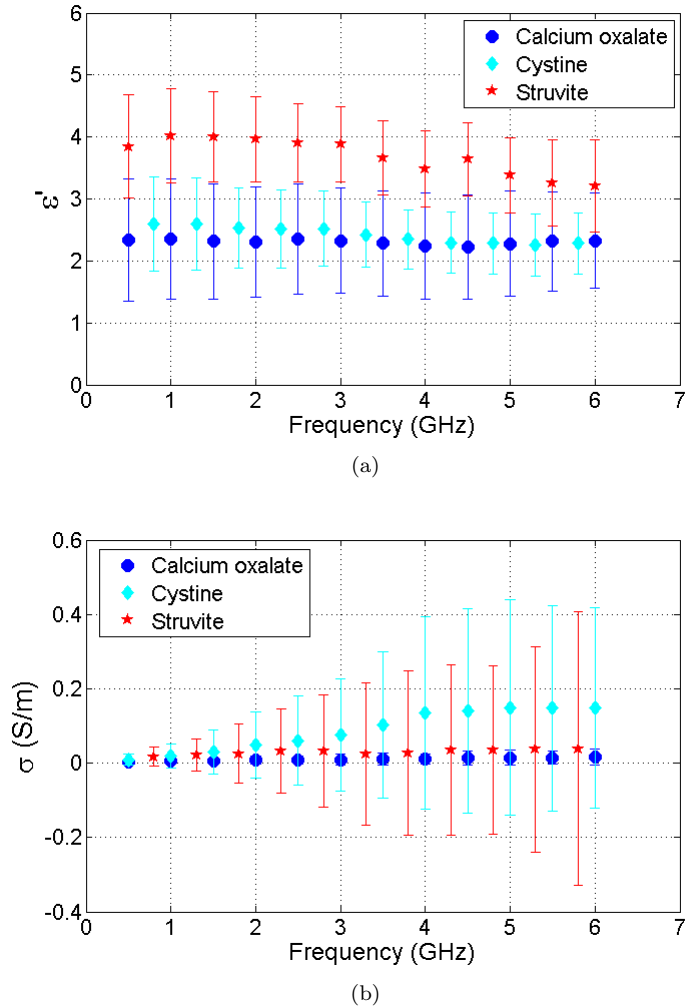 6
5
4
3
2
1
0
ε'
Calcium oxalate
Cystine
Struvite
0 1 2 3 4 5 6 7
Frequency (GHz)
(a)
0.6
0.4
0.2
0
-0.2
-0.4
σ (S/m)
Calcium oxalate
Cystine
Struvite
0 1 2 3 4 5 6 7
Frequency (GHz)
(b)